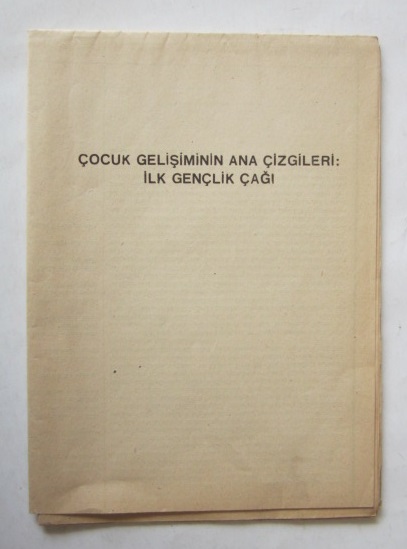 ÇOCUK GELİŞİMİNİN ANA ÇİZGİLERİ:
İLK GENÇLİK ÇAĞI